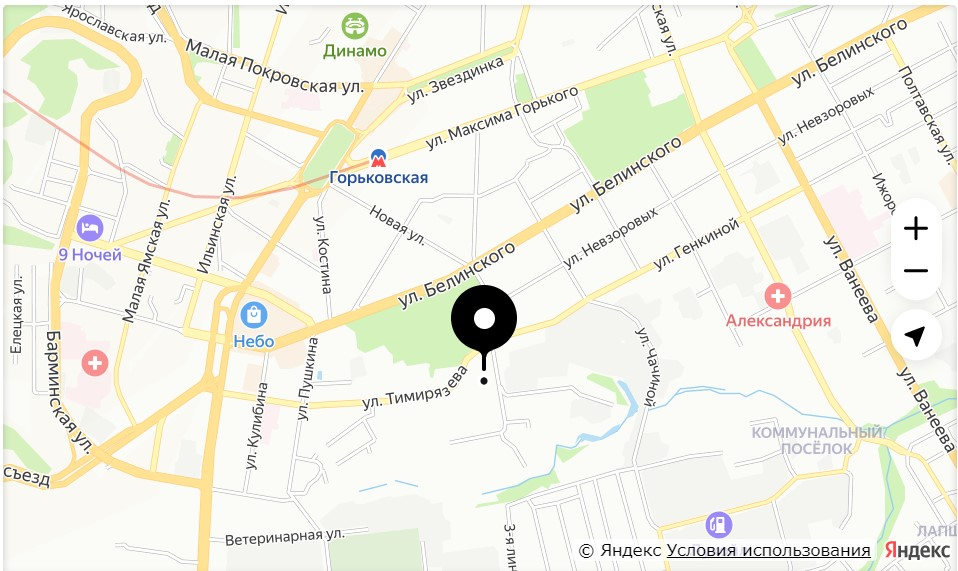 Ярославская ул.
Динамо
Малая Покровская ул.
ул. Звездинка
ул. Максима Горького
ул. Белинского
ул. Невзоровых
Полтавская ул.
Горьковская
ул. Белинского
Ильинская ул.
Малая Ямская ул.
ул. Костина
Новая ул.
ул. Невзоровых
ул. Генкиной
9 Ночей
ул. Белинского
ул. Ванеева
Елецкая ул.
Небо
Александрия
Барминская ул.
ул. Пушкина
ул. Кулибина
ул. Тимирязева
ул. Чачиной
ул. Ванеева
КОММУНАЛЬНЫЙ
ПОСЁЛОК
съезд
Ветеринарная ул.
3-я лин
ЛАПШ
© Яндекс Условия использования
Яндекс